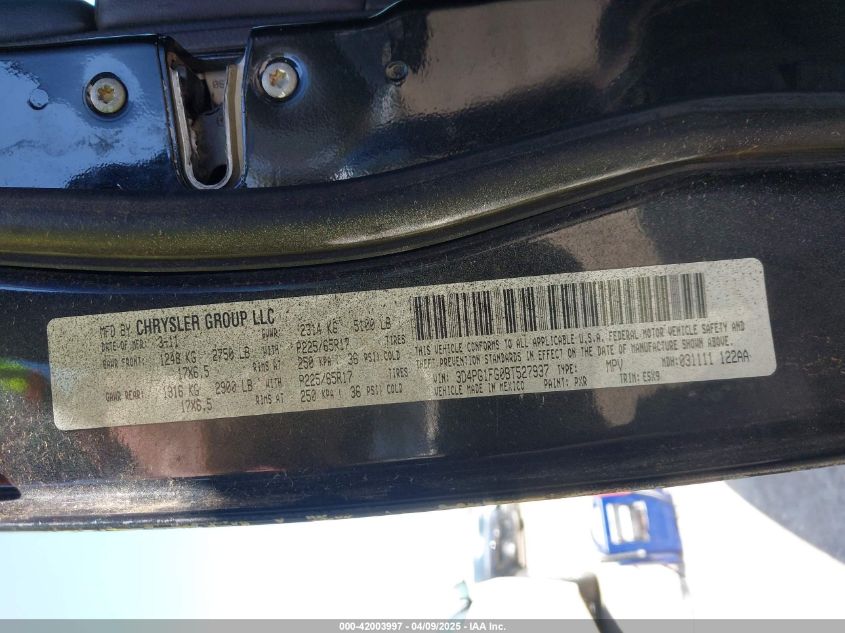 MFD BY CHRYSLER GROUP LLC GVWR:
DATE OF MFR: 3-11 2314 KG 5100 LB
GAWR FRONT: 1248 KG 2750 LB WITH P225/65R17 TIRES
17X6.5 RIMS AT 250 KPA ( 36 PSI) COLD
GAWR REAR: 1316 KG 2900 LB WITH P225/65R17 TIRES
17X6.5 RIMS AT 250 KPA ( 36 PSI) COLD
THIS VEHICLE CONFORMS TO ALL APPLICABLE U.S.A. FEDERAL MOTOR VEHICLE SAFETY AND
THEFT PREVENTION STANDARDS IN EFFECT ON THE DATE OF MANUFACTURE SHOWN ABOVE.
VIN: 3D4PG1FG0BT527937 TYPE: MPV MDH: 031111 122AA
VEHICLE MADE IN MEXICO PAINT: PXR TRIM: E5X9
000-42003997 - 04/09/2025 - IAA Inc.